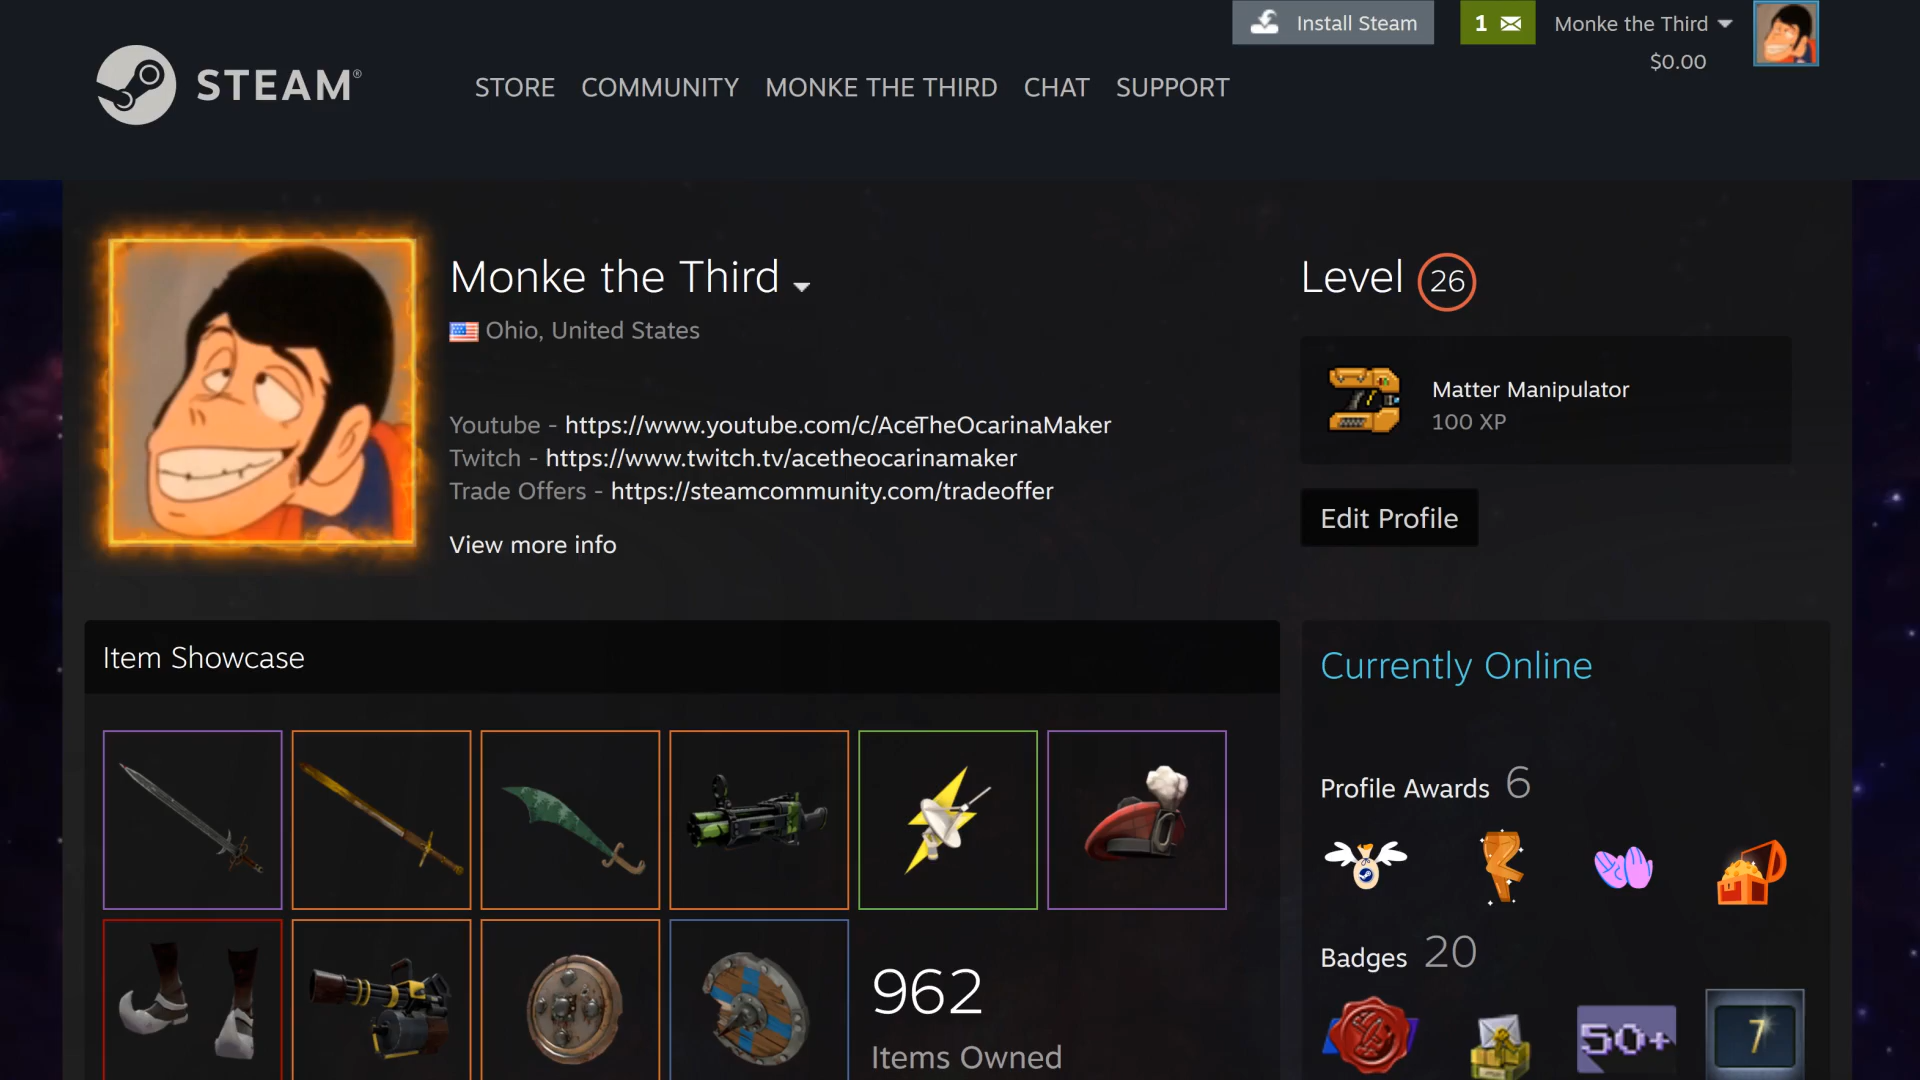 Install Steam
1
Monke the Third
$0.00
STEAM®
STORE COMMUNITY MONKE THE THIRD CHAT SUPPORT
Monke the Third
Ohio, United States
Youtube - https://www.youtube.com/c/AceTheOcarinaMaker
Twitch - https://www.twitch.tv/acetheocarinamaker
Trade Offers - https://steamcommunity.com/tradeoffer
View more info
Level 26
Matter Manipulator
100 XP
Edit Profile
Item Showcase
962
Items Owned
Currently Online
Profile Awards 6
Badges 20
50+
7